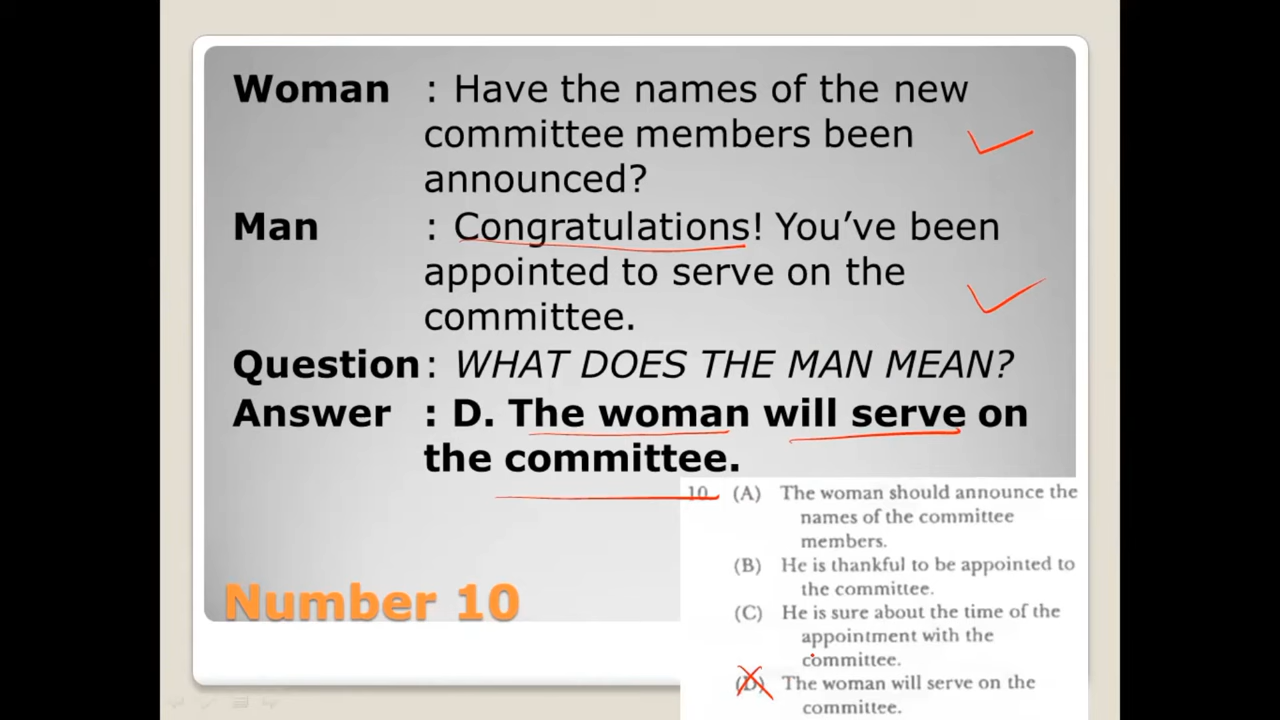 Woman : Have the names of the new
committee members been
announced?
Man : Congratulations! You’ve been
appointed to serve on the
committee.
Question : WHAT DOES THE MAN MEAN?
Answer : D. The woman will serve on
the committee.
Number 10
10. (A) The woman should announce the
names of the committee
members.
(B) He is thankful to be appointed to
the committee.
(C) He is sure about the time of the
appointment with the
committee.
(D) The woman will serve on the
committee.